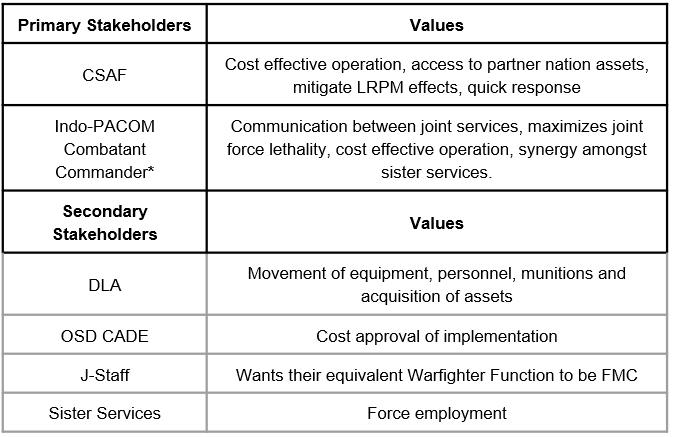 Primary Stakeholders Values
CSAF Cost effective operation, access to partner nation assets,
mitigate LRPM effects, quick response
Indo-PACOM
Combatant
Commander*
Communication between joint services, maximizes joint
force lethality, cost effective operation, synergy amongst
sister services.
Secondary
Stakeholders
Values
DLA Movement of equipment, personnel, munitions and
acquisition of assets
OSD CADE Cost approval of implementation
J-Staff Wants their equivalent Warfighter Function to be FMC
Sister Services Force employment